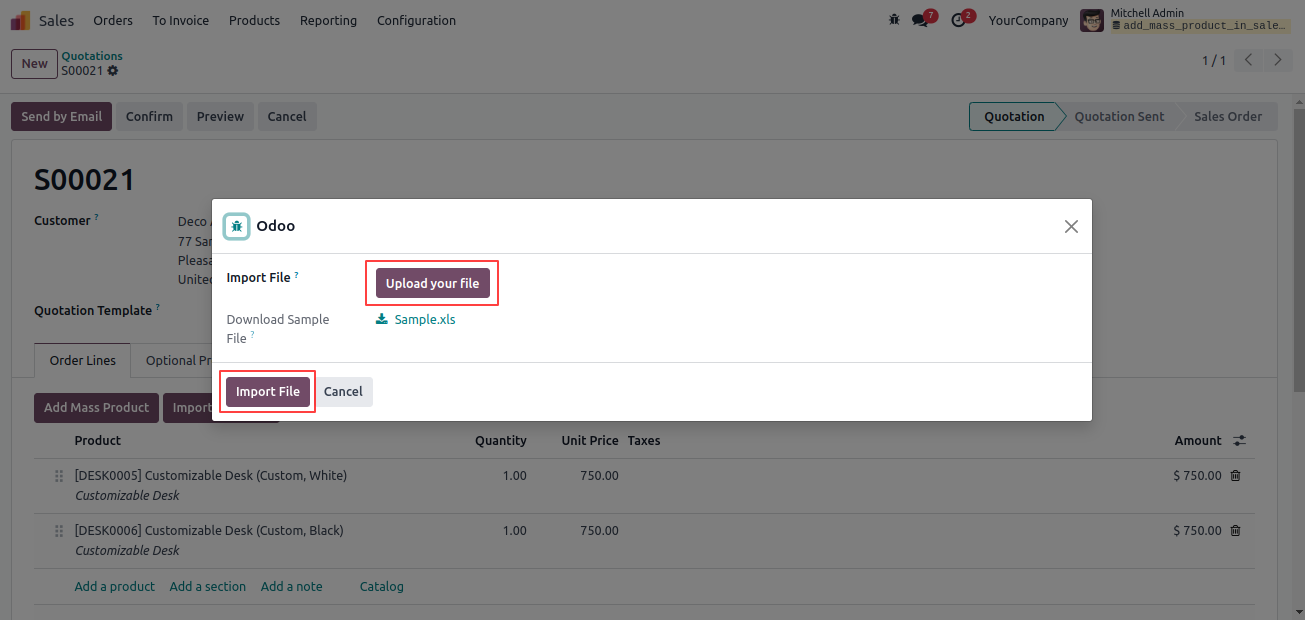 Sales Orders To Invoice Products Reporting Configuration 7 2 YourCompany Mitchell Admin
add_mass_product_in_sale…
New Quotations
S00021 1 / 1
Send by Email Confirm Preview Cancel Quotation Quotation Sent Sales Order
S00021
Customer ? Deco
77 Sar
Pleasa
United
Quotation Template ?
Odoo
Import File ? Upload your file
Download Sample Sample.xls
File ?
Import File Cancel
Order Lines Optional Pr
Add Mass Product Import
Product Quantity Unit Price Taxes Amount
[DESK0005] Customizable Desk (Custom, White) 1.00 750.00 $ 750.00
Customizable Desk
[DESK0006] Customizable Desk (Custom, Black) 1.00 750.00 $ 750.00
Customizable Desk
Add a product Add a section Add a note Catalog